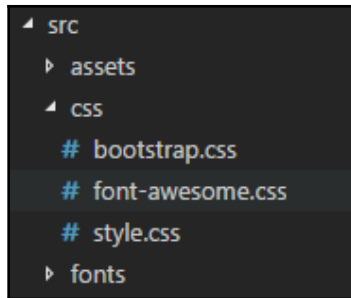 src
assets
css
# bootstrap.css
# font-awesome.css
# style.css
fonts